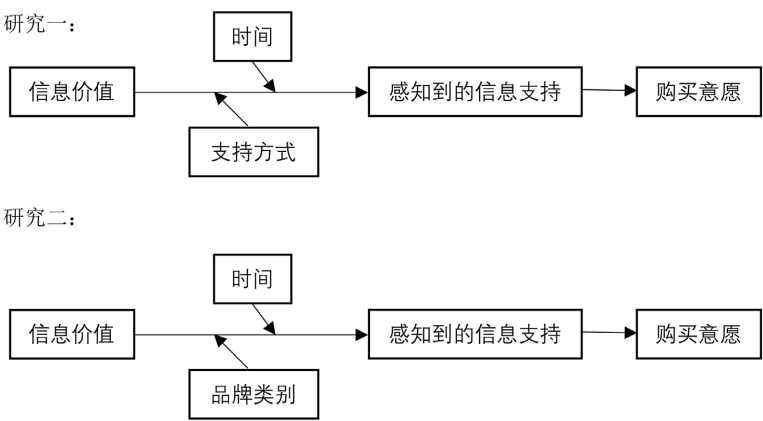 研究一：
时间
信息价值
感知到的信息支持
购买意愿
支持方式
研究二：
时间
信息价值
感知到的信息支持
购买意愿
品牌类别